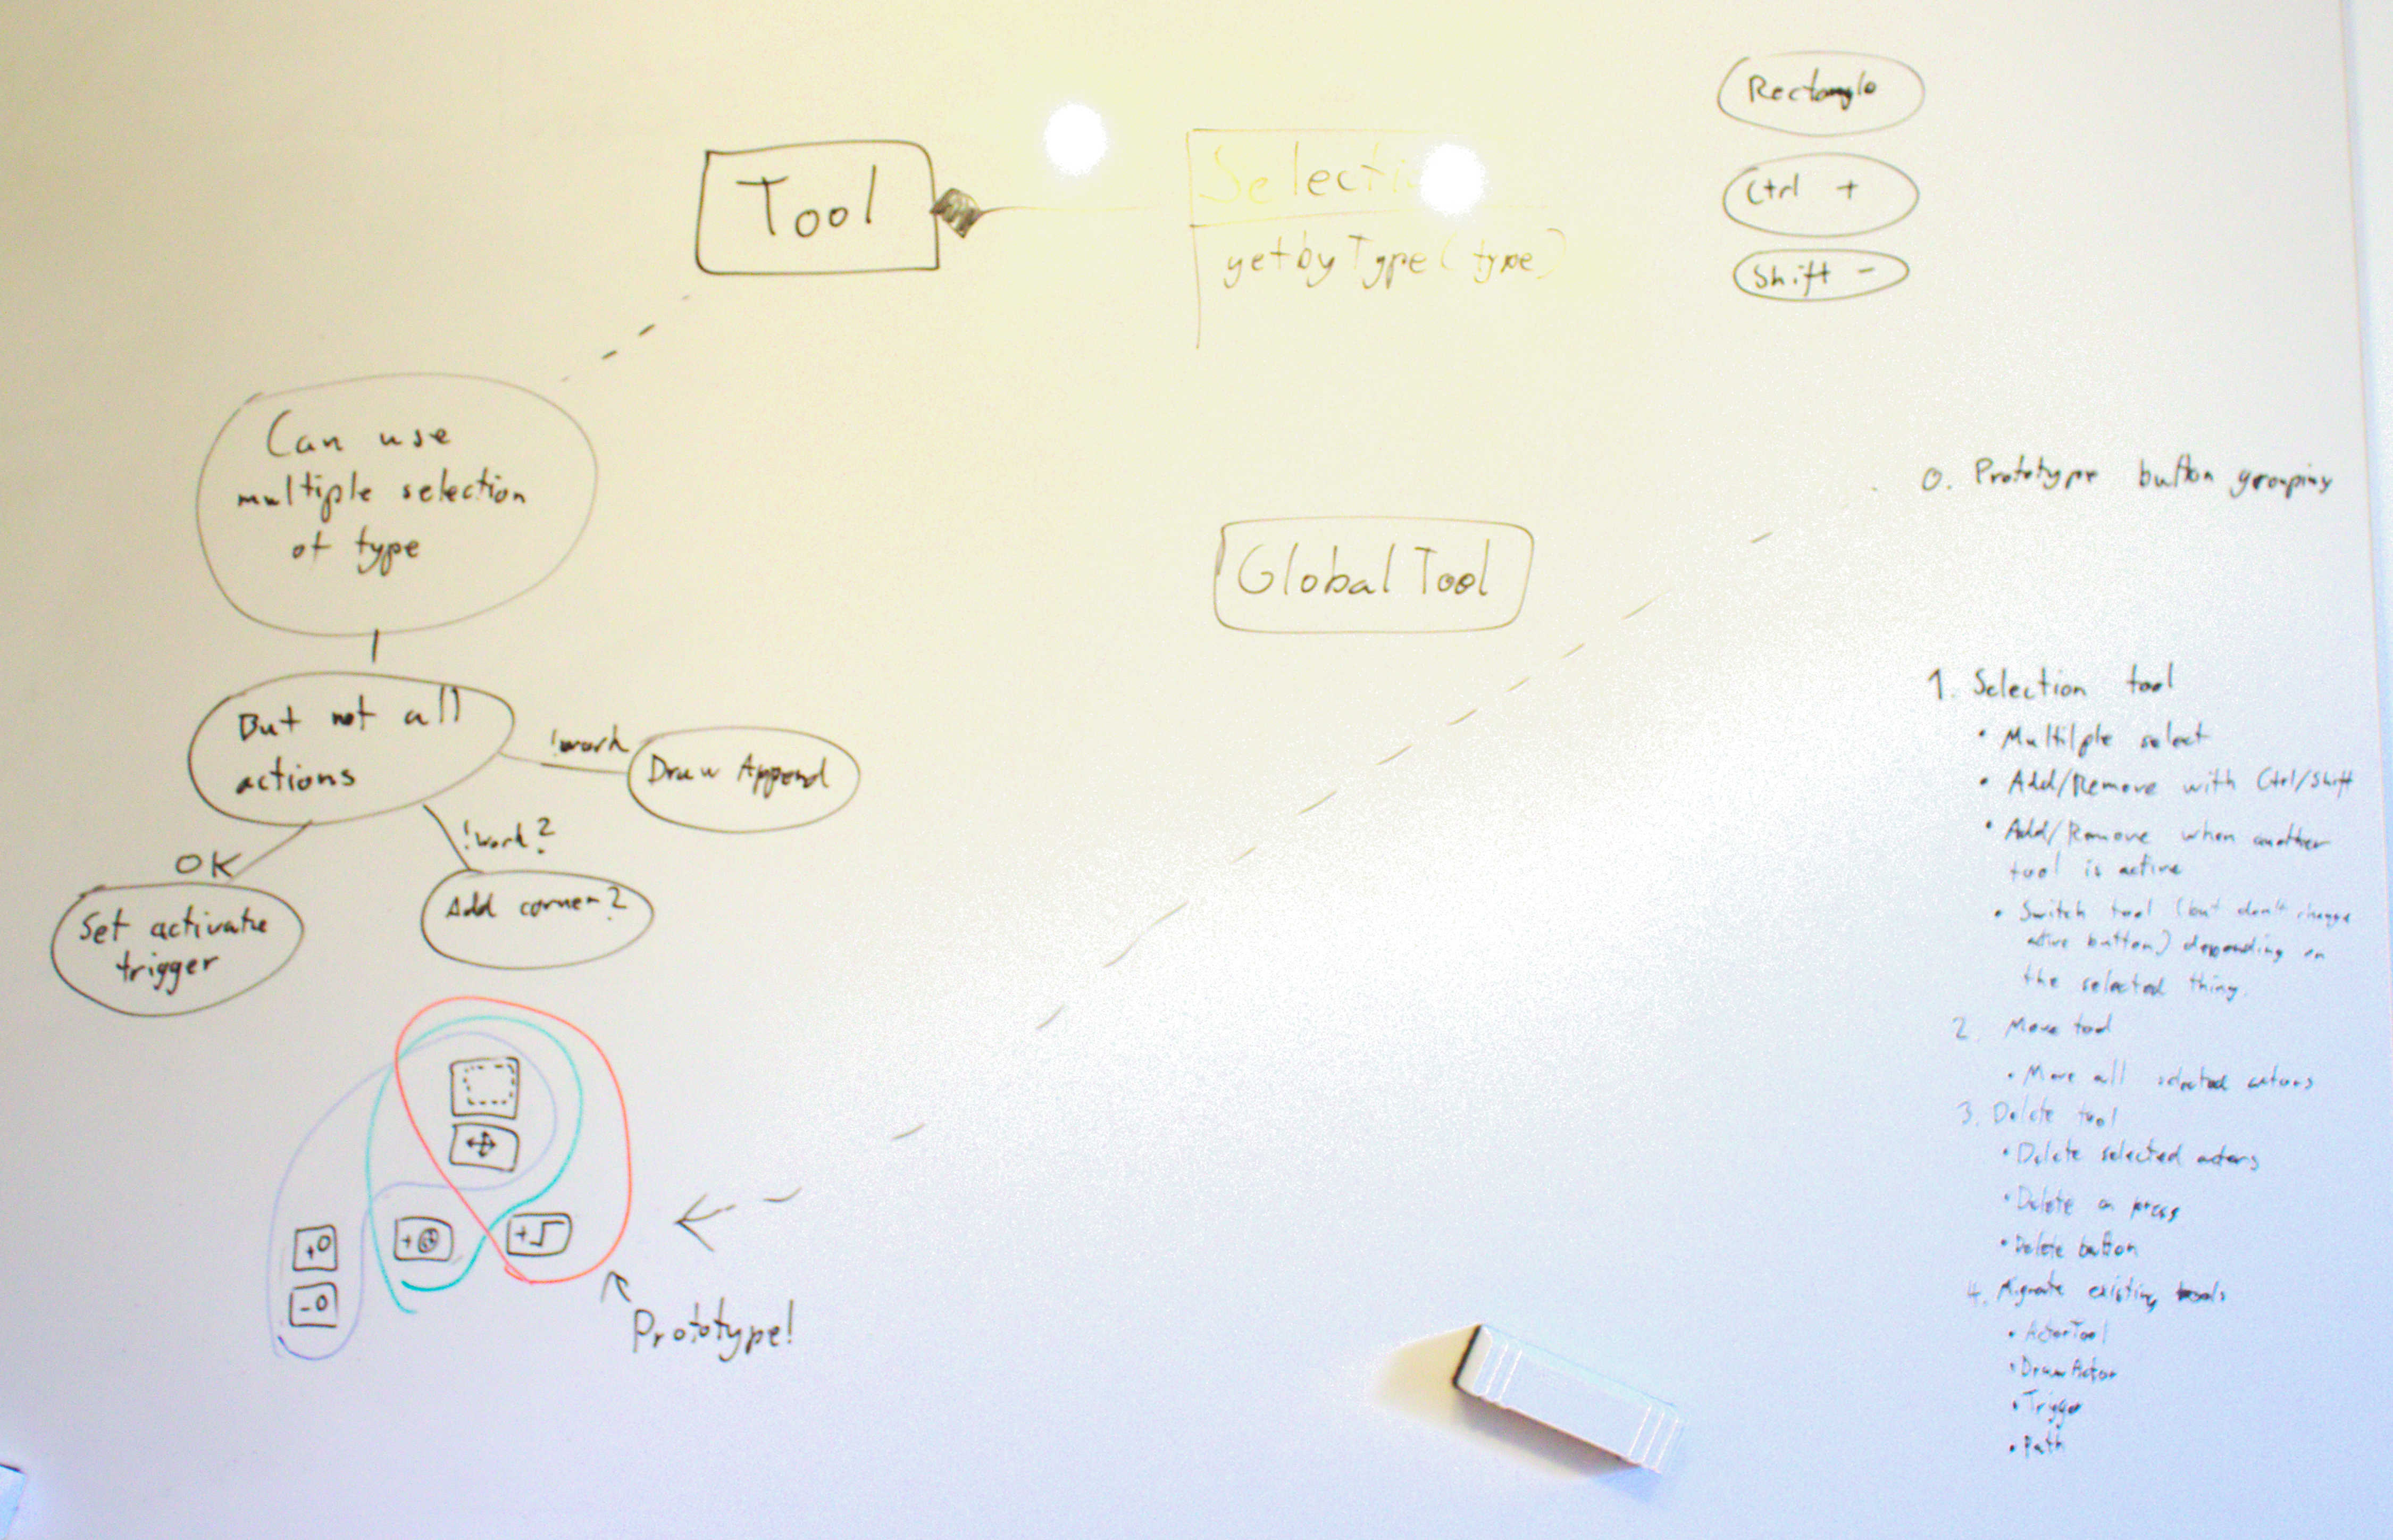 Tool
Selecti
getbyType(type)
Rectangle
Ctrl +
Shift -
Can use
multiple selection
of type
But not all
actions
!work
Draw Append
!work?
Add corner?
OK
Set activate
trigger
Global Tool
0. Prototype button grouping
1. Selection tool
• Multilple select
• Add/Remove with Ctrl/Shift
• Add/Remove when another
tool is active
• Switch tool (but don't change
active button) depending on
the selected thing.
2. Move tool
• Move all selected actors
3. Delete tool
• Delete selected actors
• Delete on press
• Delete button
4. Migrate existing tools
• ActorTool
• DrawActor
• Trigger
• Path
+O
-O
+
+
Prototype!